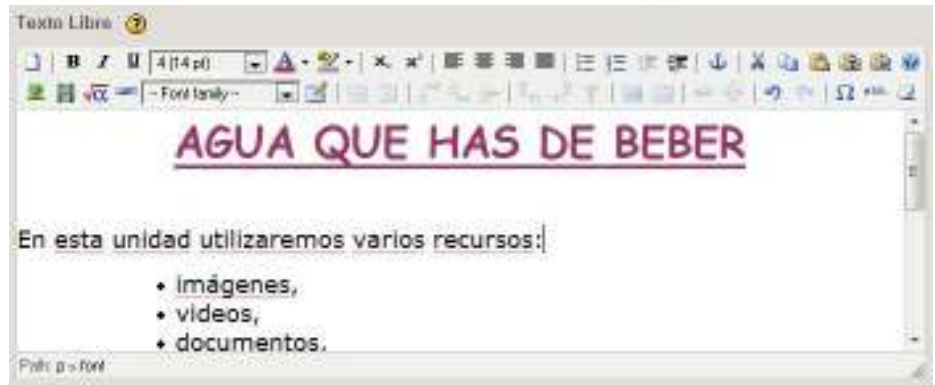 Texto Libre
B I U 4 (14 pt)
- Font family -
AGUA QUE HAS DE BEBER
En esta unidad utilizaremos varios recursos:
• imágenes,
• videos,
• documentos.
Path: p » font